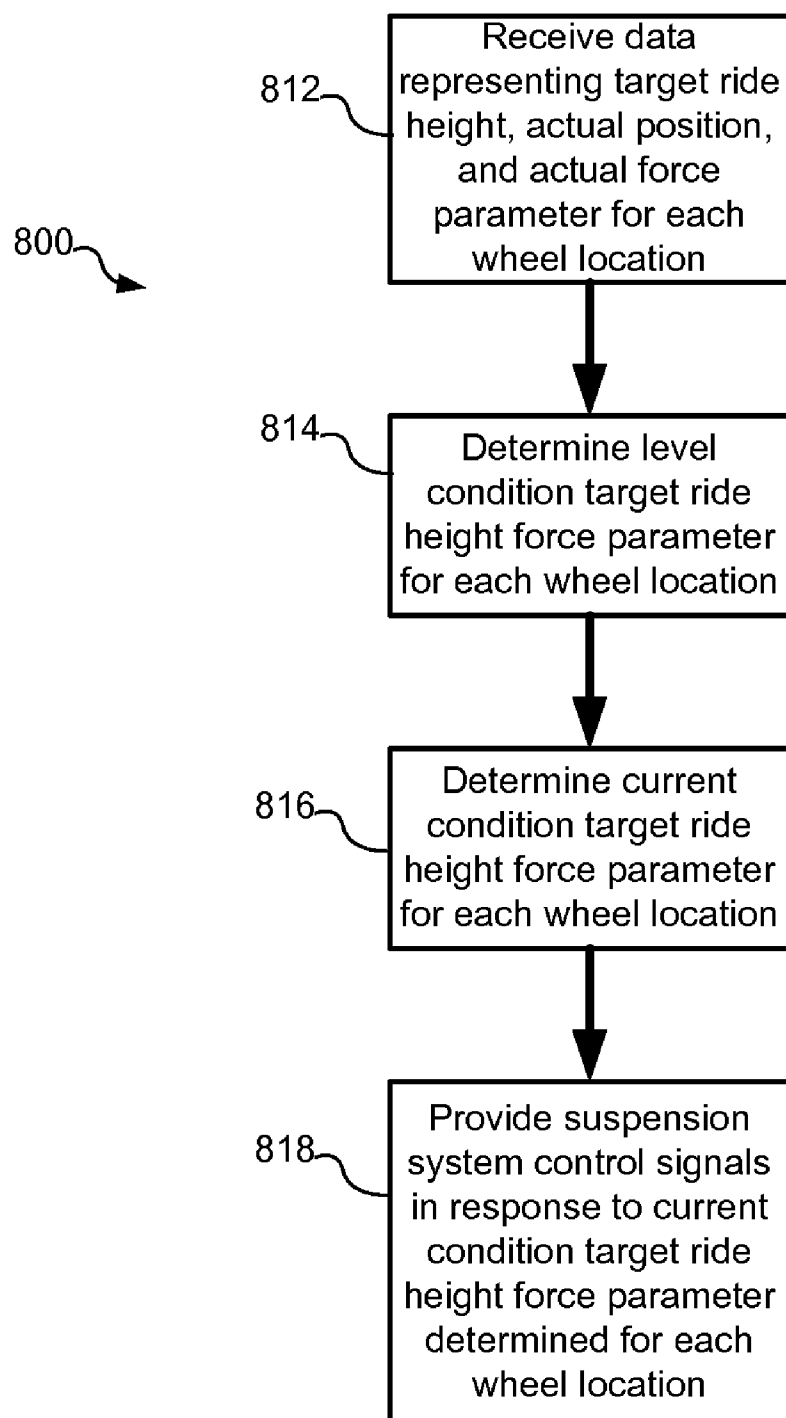 Receive data
812
representing target ride
height, actual position,
and actual force
parameter for each
800
wheel location
814
Determine level
condition target ride
height force parameter
for each wheel location
Determine current
816
condition target ride
height force parameter
for each wheel location
Provide suspension
818
system control signals
in response to current
condition target ride
height force parameter
determined for each
wheel location